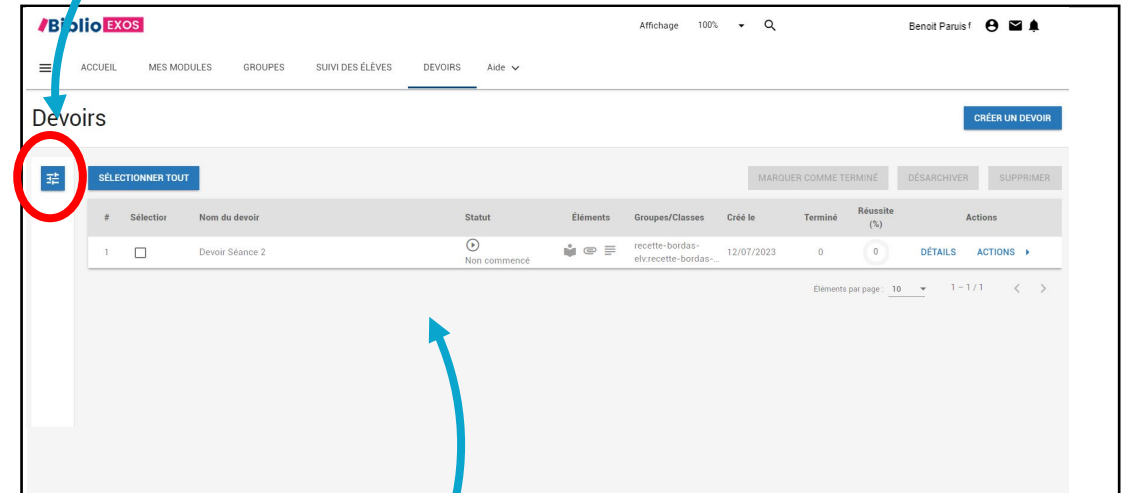 /Biblio EXOS
Affichage 100%
Benoit Paruis f
ACCUEIL MES MODULES GROUPES SUIVI DES ÉLÈVES DEVOIRS Aide
Devoirs
CRÉER UN DEVOIR
SÉLECTIONNER TOUT
MARQUER COMME TERMINÉ DÉSARCHIVER SUPPRIMER
# Sélection Nom du devoir Statut Éléments Groupes/Classes Créé le Terminé Réussite (%) Actions
1 Devoir Séance 2 Non commencé recette-bordas-elv:recette-bordas-... 12/07/2023 0 0 DÉTAILS ACTIONS
Éléments par page : 10 1 – 1 / 1